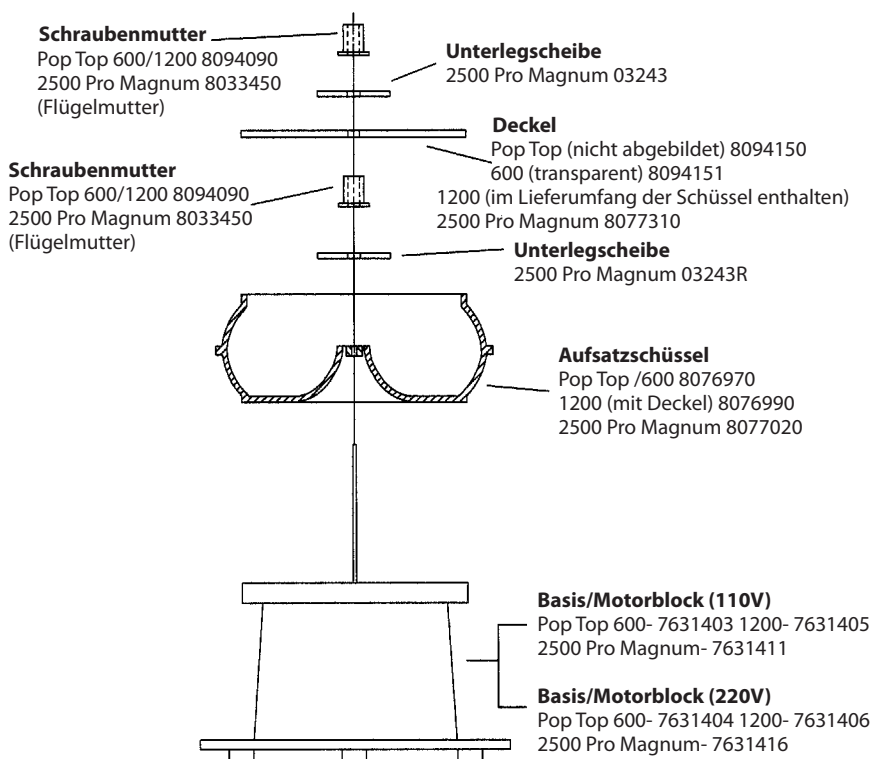 Schraubenmutter
Pop Top 600/1200 8094090
2500 Pro Magnum 8033450
(Flügelmutter)
Unterlegscheibe
2500 Pro Magnum 03243
Deckel
Pop Top (nicht abgebildet) 8094150
600 (transparent) 8094151
1200 (im Lieferumfang der Schüssel enthalten)
2500 Pro Magnum 8077310
Schraubenmutter
Pop Top 600/1200 8094090
2500 Pro Magnum 8033450
(Flügelmutter)
Unterlegscheibe
2500 Pro Magnum 03243R
Aufsatzschüssel
Pop Top /600 8076970
1200 (mit Deckel) 8076990
2500 Pro Magnum 8077020
Basis/Motorblock (110V)
Pop Top 600- 7631403 1200- 7631405
2500 Pro Magnum- 7631411
Basis/Motorblock (220V)
Pop Top 600- 7631404 1200- 7631406
2500 Pro Magnum- 7631416